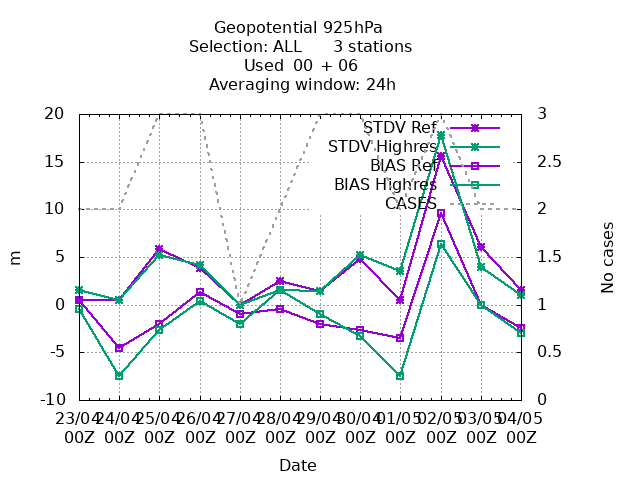 Geopotential 925hPa
Selection: ALL 3 stations
Used 00 + 06
Averaging window: 24h
20 3
STDV Ref
STDV Highres
15 2.5
BIAS Ref
BIAS Highres
CASES
10 2
5 1.5
m
No cases
0 1
-5 0.5
-10 0
23/04 24/04 25/04 26/04 27/04 28/04 29/04 30/04 01/05 02/05 03/05 04/05
00Z 00Z 00Z 00Z 00Z 00Z 00Z 00Z 00Z 00Z 00Z 00Z
Date